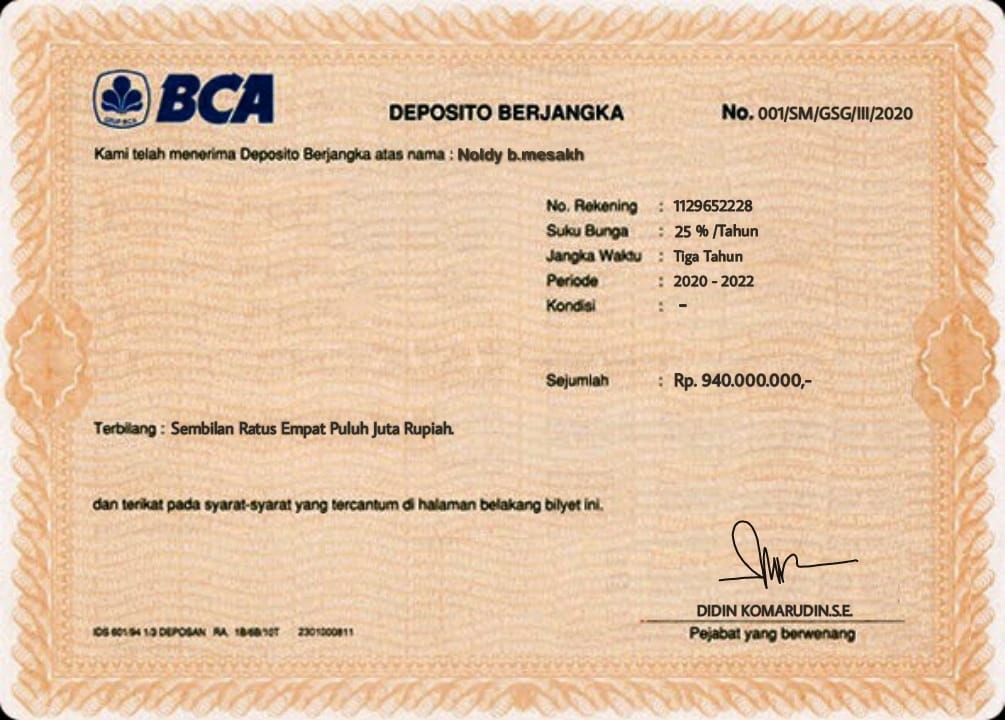 BCA
GRUP BCA
DEPOSITO BERJANGKA
No. 001/SM/GSG/III/2020
Kami telah menerima Deposito Berjangka atas nama : Noldy b.mesakh
No. Rekening : 1129652228
Suku Bunga : 25 % /Tahun
Jangka Waktu : Tiga Tahun
Periode : 2020 - 2022
Kondisi : -
Sejumlah : Rp. 940.000.000,-
Terbilang : Sembilan Ratus Empat Puluh Juta Rupiah.
dan terikat pada syarat-syarat yang tercantum di halaman belakang bilyet ini.
DIDIN KOMARUDIN.S.E.
Pejabat yang berwenang
IDS 601/94 1/3 DEPOSAN RA. 2301000811